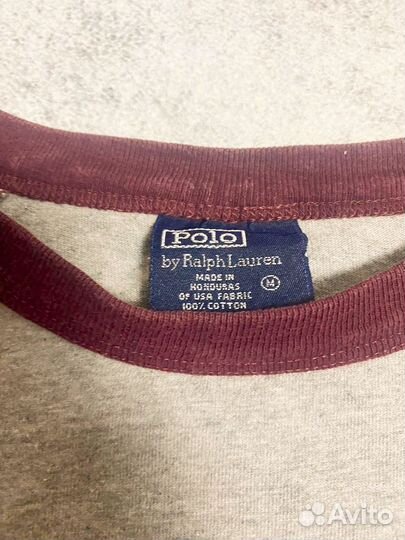 Polo
by Ralph Lauren
MADE IN
HONDURAS
OF USA FABRIC
100% COTTON
M
Avito